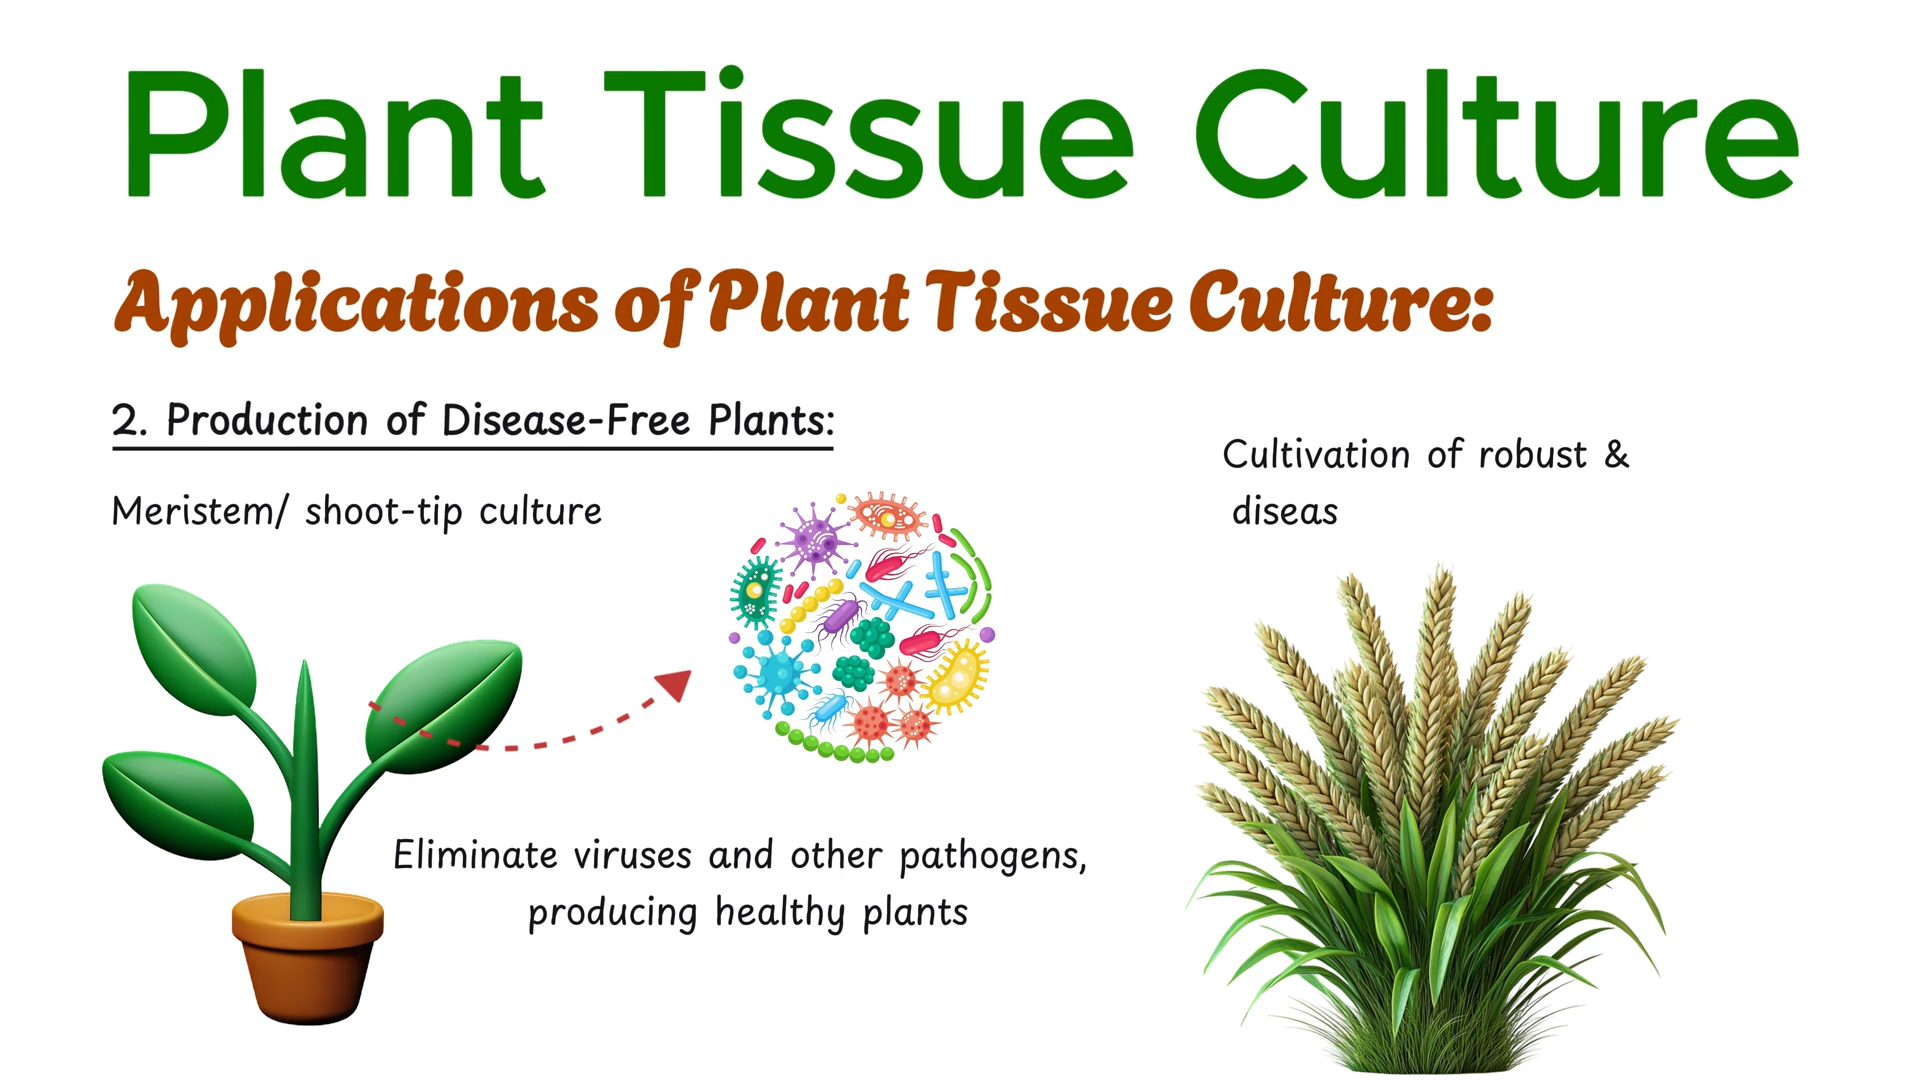 Plant Tissue Culture
Applications of Plant Tissue Culture:
2. Production of Disease-Free Plants:
Meristem/ shoot-tip culture
Eliminate viruses and other pathogens,
producing healthy plants
Cultivation of robust &
diseas